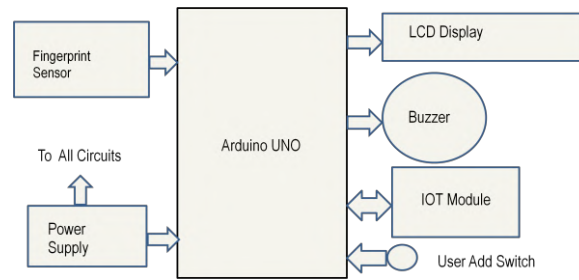 Fingerprint
Sensor
To All Circuits
Power
Supply
Arduino UNO
LCD Display
Buzzer
IOT Module
User Add Switch